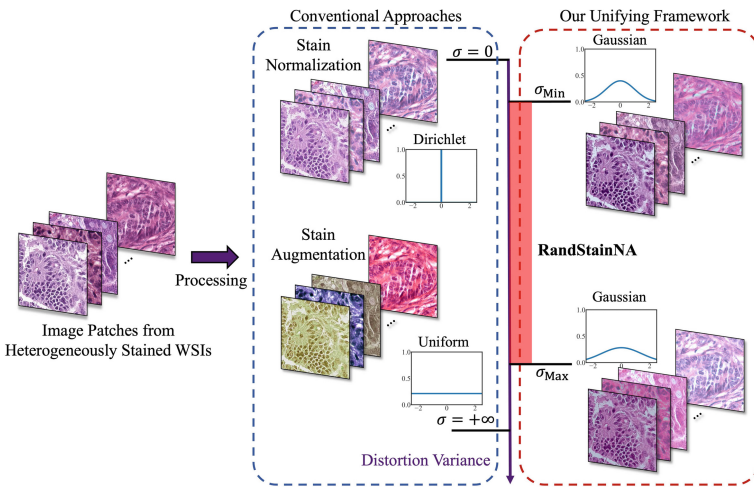 Conventional Approaches
Our Unifying Framework
Stain
Normalization
σ = 0
Gaussian
1.0
0.5
0.0
−2
0
2
σMin
...
Dirichlet
1.0
0.5
0.0
−2
0
2
...
...
Processing
Image Patches from
Heterogeneously Stained WSIs
Stain
Augmentation
...
RandStainNA
Uniform
1.0
0.5
0.0
−2
0
2
σ = +∞
Distortion Variance
Gaussian
1.0
0.5
0.0
−2
0
2
σMax
...